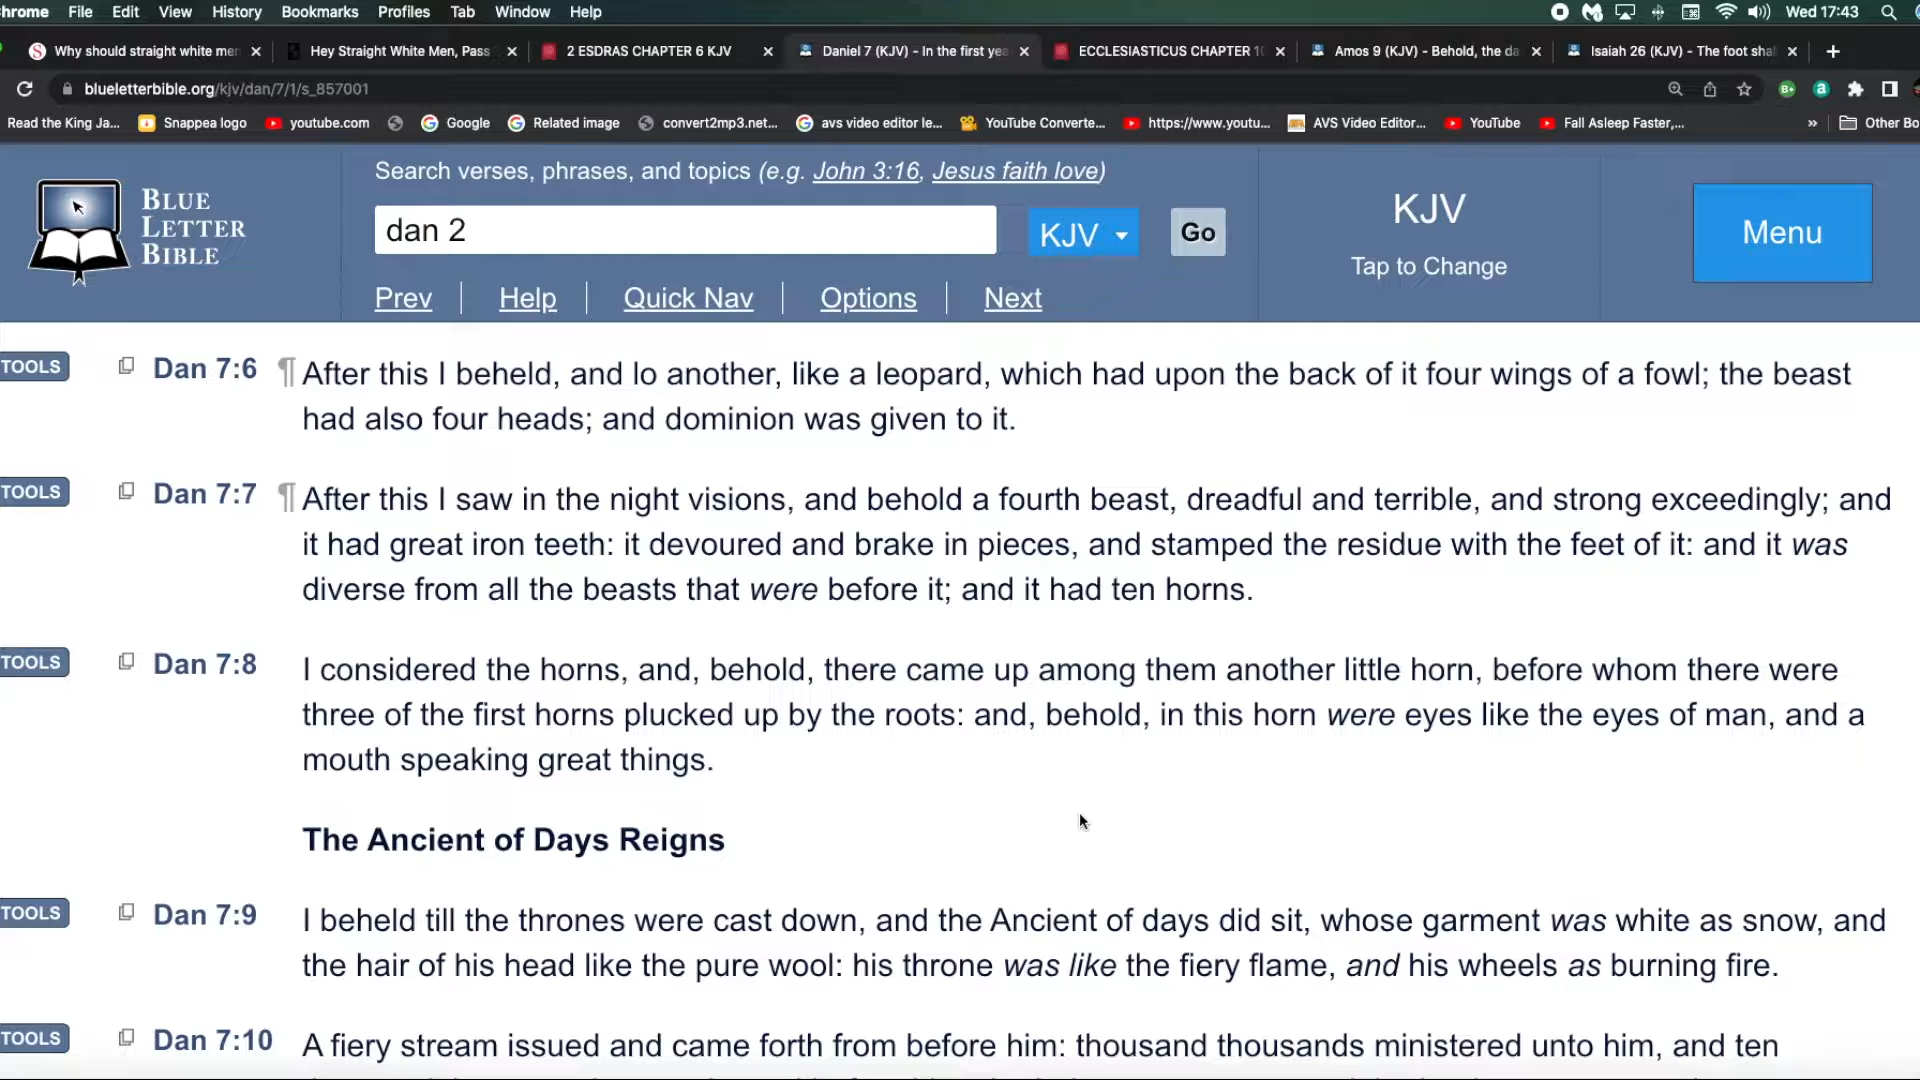 hrome File Edit View History Bookmarks Profiles Tab Window Help Wed 17:43
Why should straight white mer Hey Straight White Men, Pass 2 ESDRAS CHAPTER 6 KJV Daniel 7 (KJV) - In the first yea ECCLESIASTICUS CHAPTER 1 Amos 9 (KJV) - Behold, the da Isaiah 26 (KJV) - The foot sha
blueletterbible.org/kjv/dan/7/1/s_857001
Read the King Ja... Snappea logo youtube.com Google Related image convert2mp3.net... avs video editor le... YouTube Converte... https://www.youtu... AVS Video Editor... YouTube Fall Asleep Faster,... » Other Bo
BLUE
LETTER
BIBLE
Search verses, phrases, and topics (e.g. John 3:16, Jesus faith love)
dan 2 KJV Go
Prev Help Quick Nav Options Next
KJV
Tap to Change
Menu
TOOLS Dan 7:6 ¶ After this I beheld, and lo another, like a leopard, which had upon the back of it four wings of a fowl; the beast
had also four heads; and dominion was given to it.
TOOLS Dan 7:7 ¶ After this I saw in the night visions, and behold a fourth beast, dreadful and terrible, and strong exceedingly; and
it had great iron teeth: it devoured and brake in pieces, and stamped the residue with the feet of it: and it was
diverse from all the beasts that were before it; and it had ten horns.
TOOLS Dan 7:8 I considered the horns, and, behold, there came up among them another little horn, before whom there were
three of the first horns plucked up by the roots: and, behold, in this horn were eyes like the eyes of man, and a
mouth speaking great things.
The Ancient of Days Reigns
TOOLS Dan 7:9 I beheld till the thrones were cast down, and the Ancient of days did sit, whose garment was white as snow, and
the hair of his head like the pure wool: his throne was like the fiery flame, and his wheels as burning fire.
TOOLS Dan 7:10 A fiery stream issued and came forth from before him: thousand thousands ministered unto him, and ten